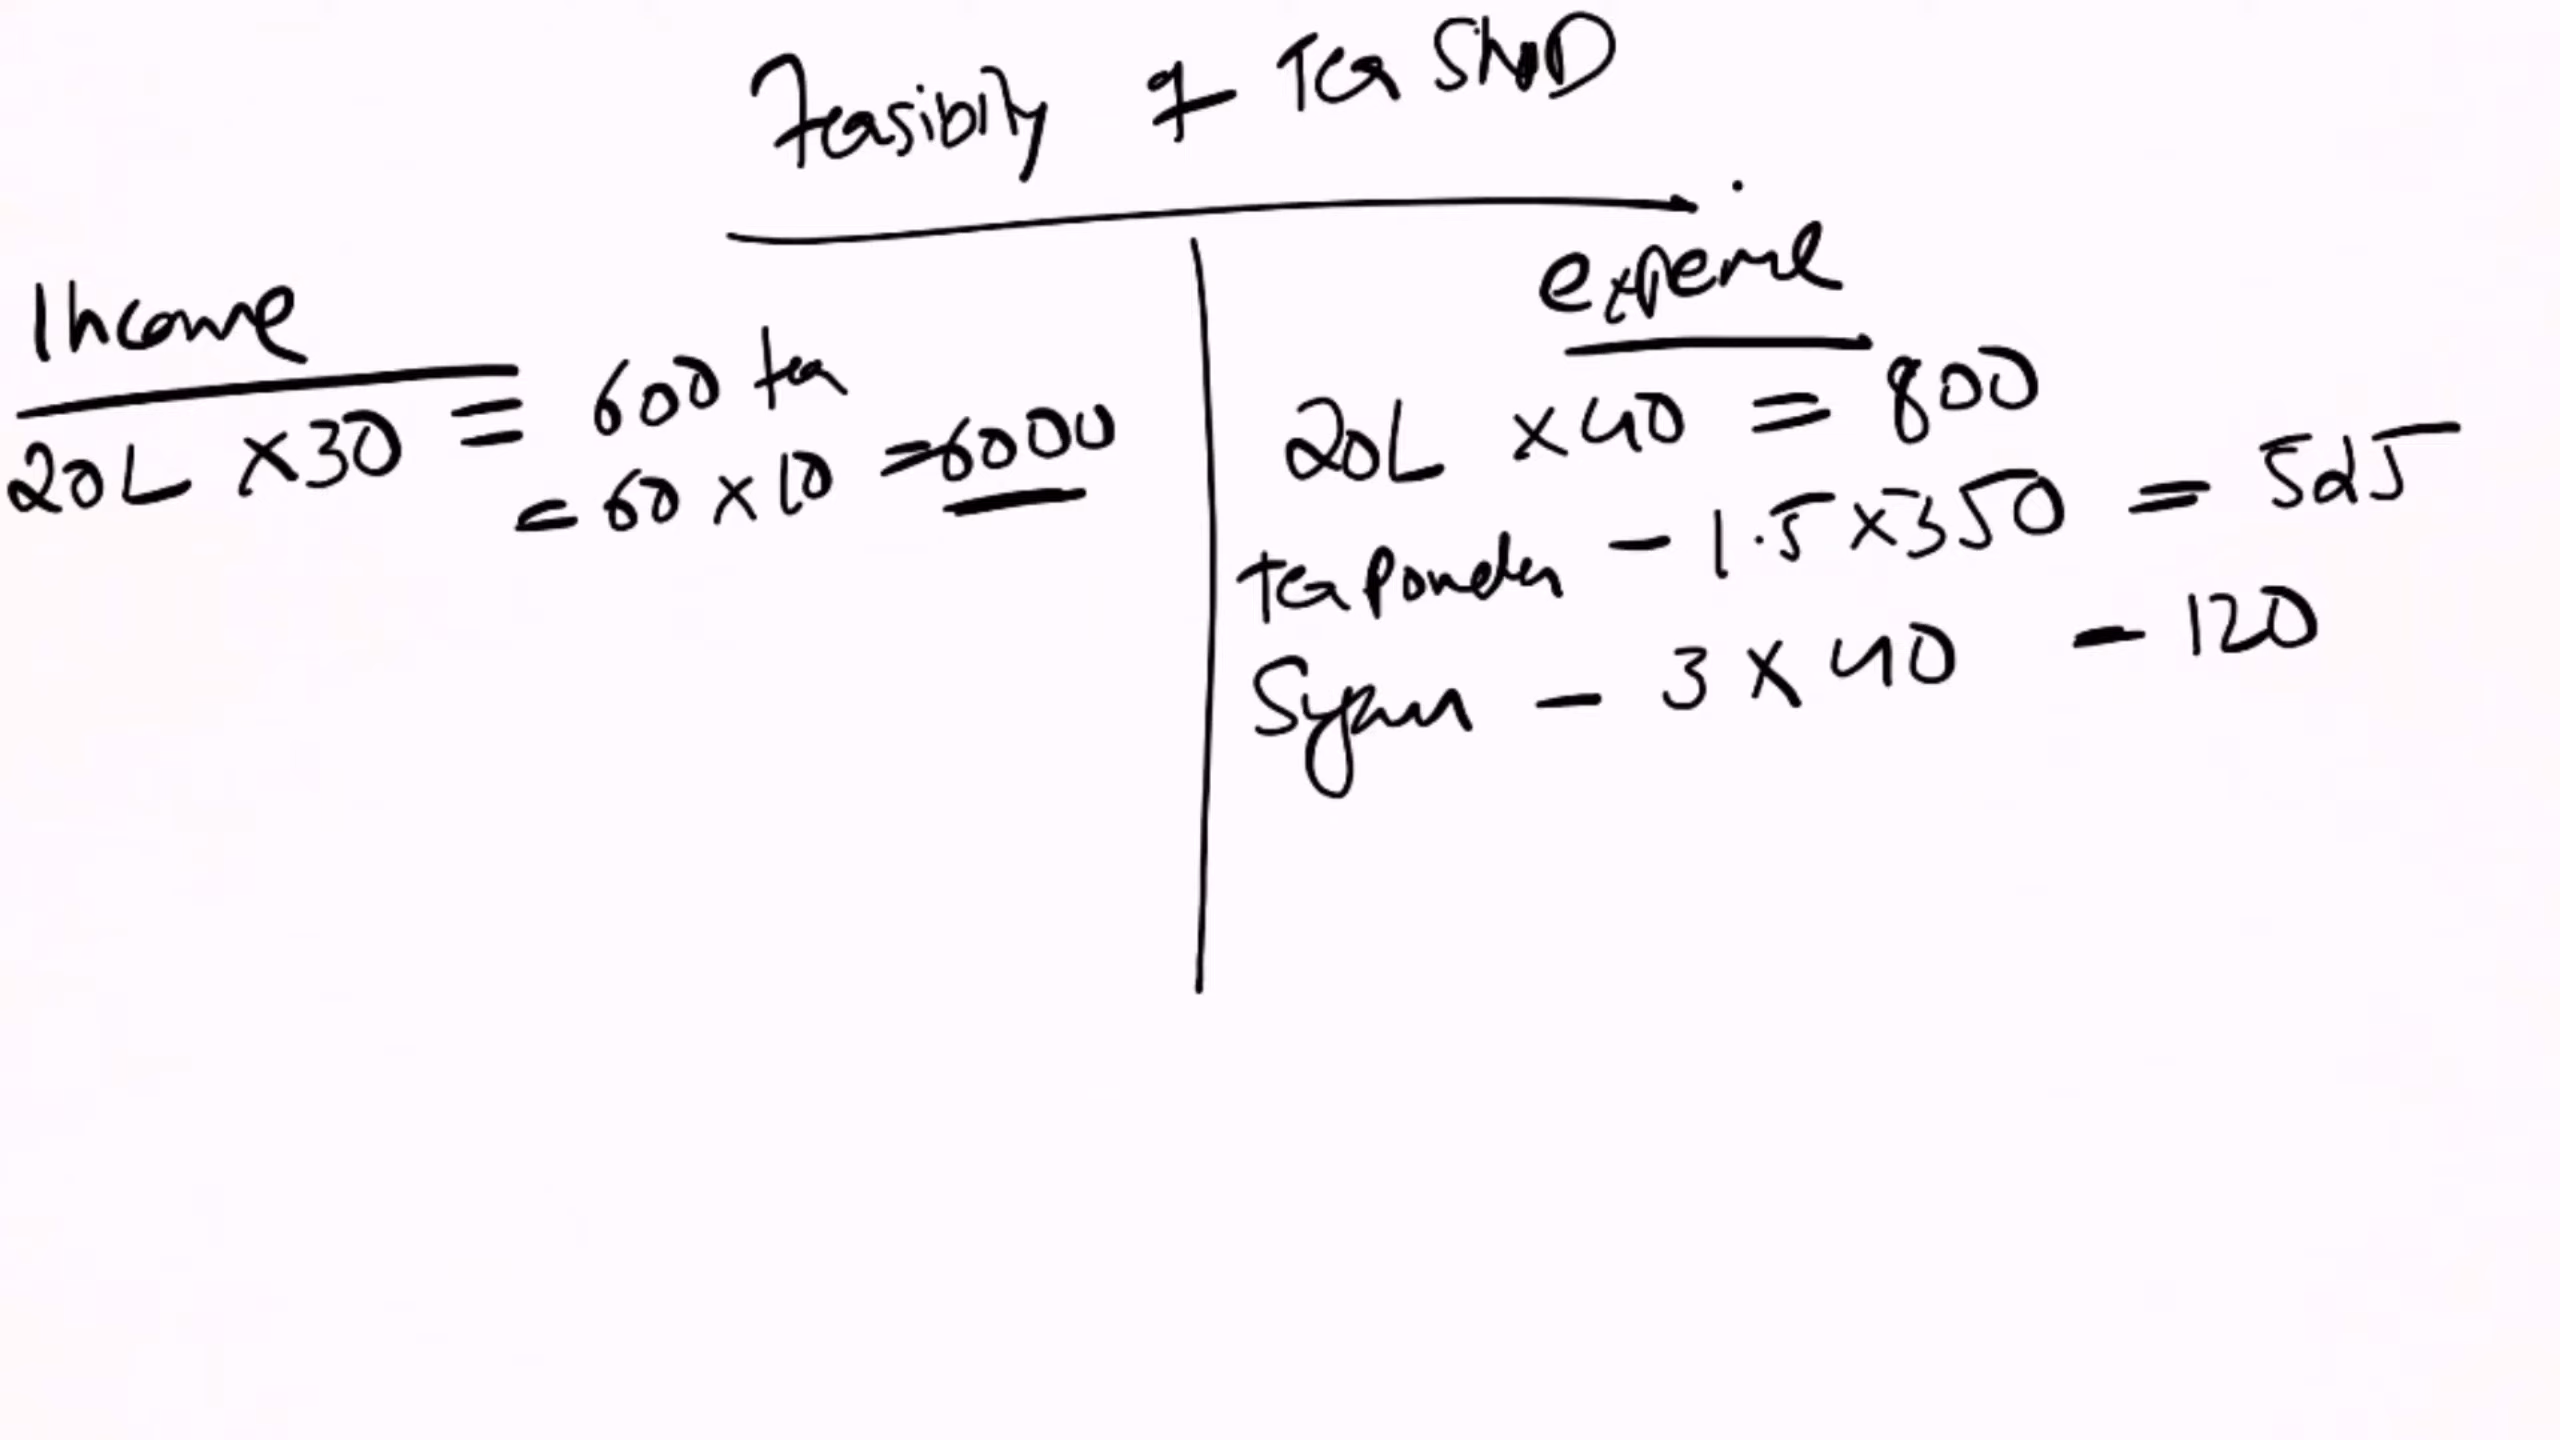 Feasibility of Tea Shop
Income
20L x 30 = 600 tea
= 60 x 10 = 6000
expense
20L x 40 = 800
tea powder - 1.5 x 350 = 525
Sugar - 3 x 40 - 120